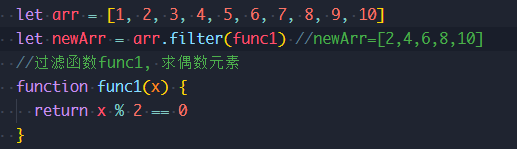 let arr = [1, 2, 3, 4, 5, 6, 7, 8, 9, 10]
let newArr = arr.filter(func1) //newArr=[2,4,6,8,10]
//过滤函数func1, 求偶数元素
function func1(x) {
  return x % 2 == 0
}